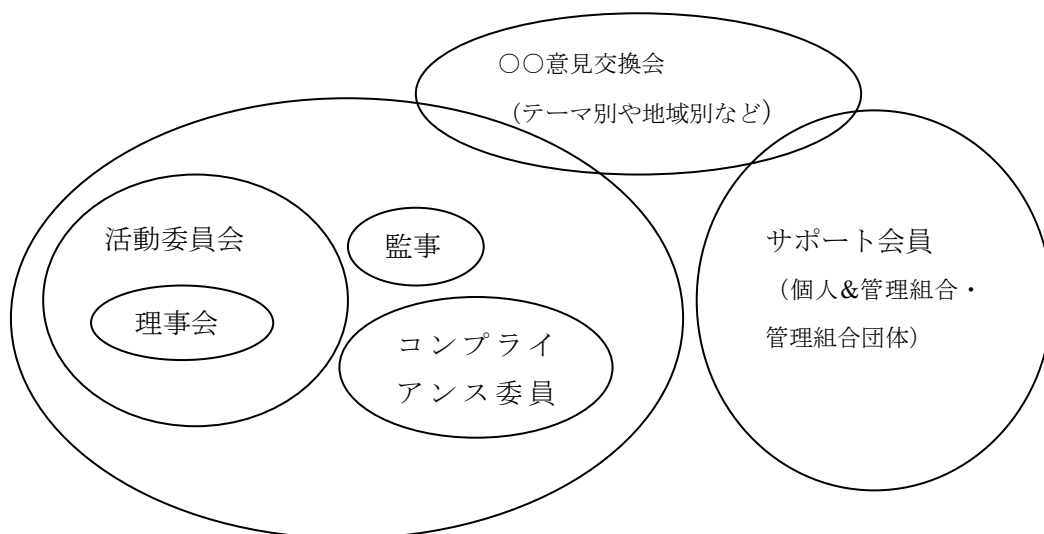 ○○意見交換会
（テーマ別や地域別など）
活動委員会
監事
理事会
コンプライ
アンス委員
サポート会員
（個人&管理組合・
管理組合団体）